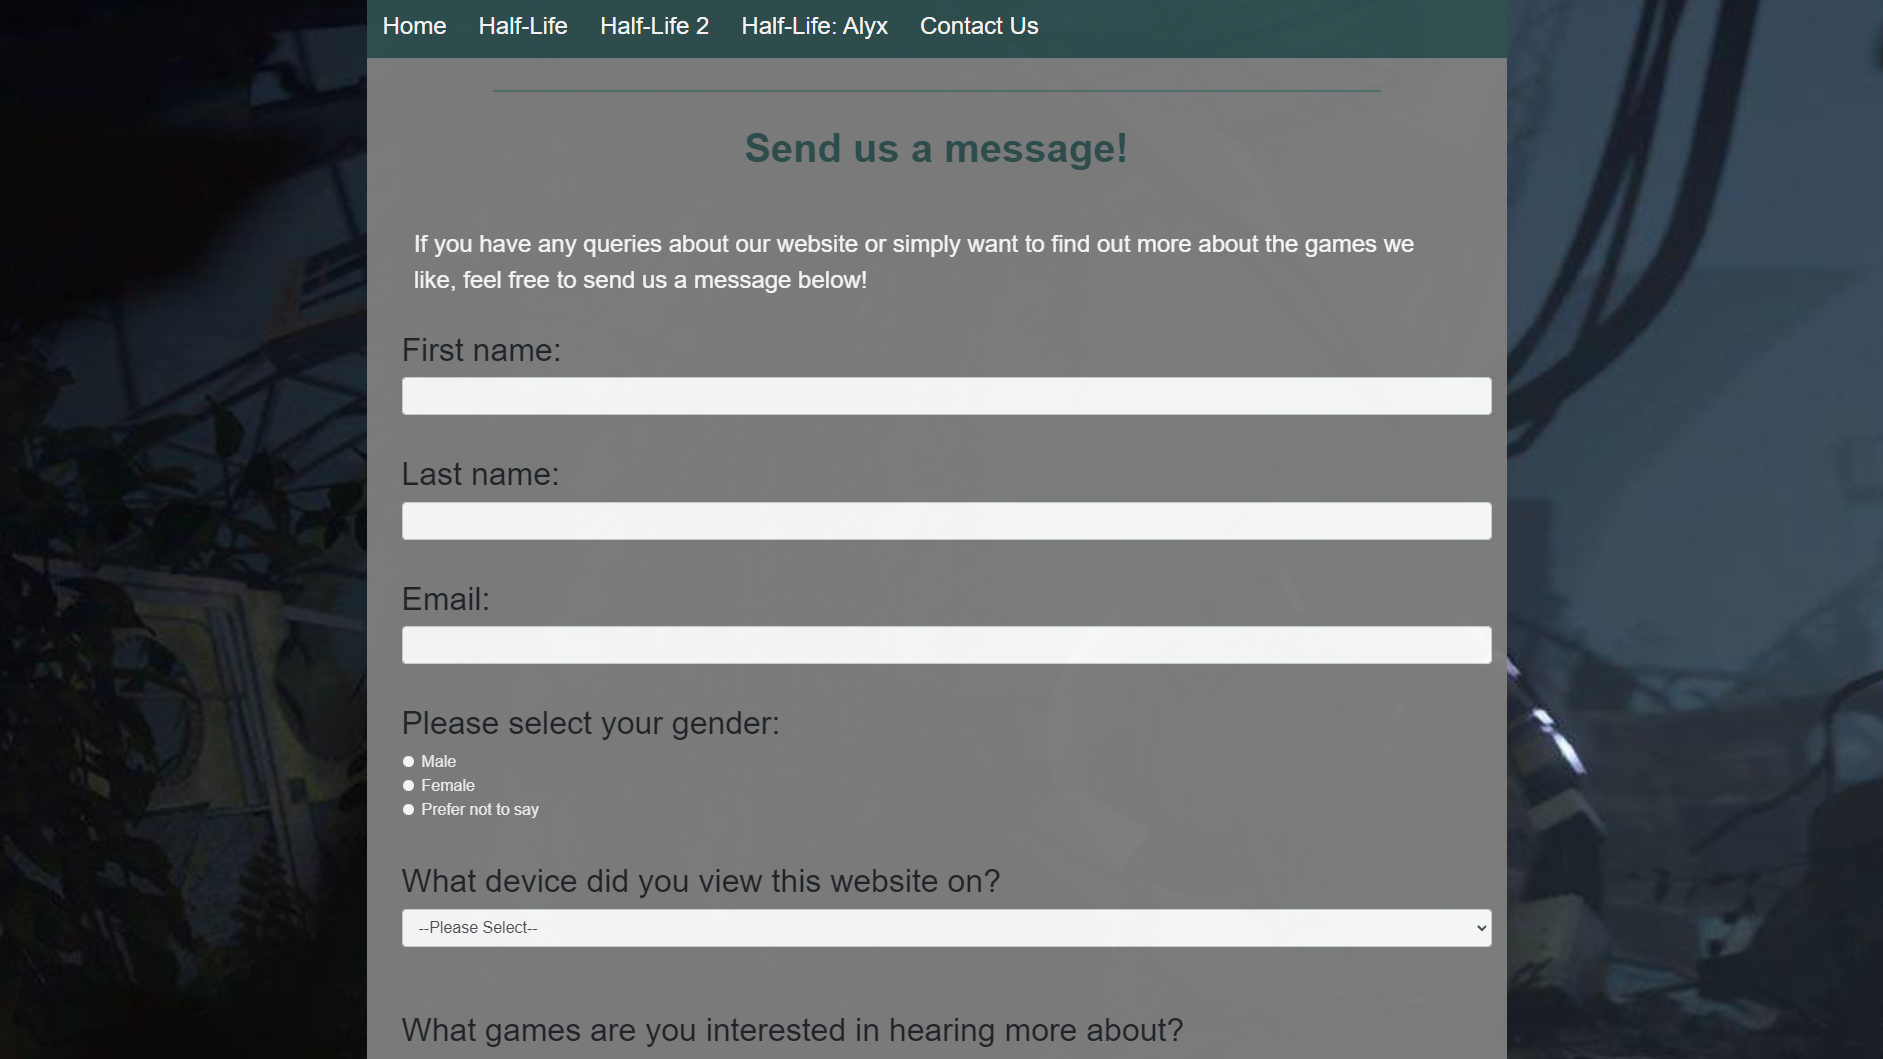 Home Half-Life Half-Life 2 Half-Life: Alyx Contact Us
Send us a message!
If you have any queries about our website or simply want to find out more about the games we
like, feel free to send us a message below!
First name:
Last name:
Email:
Please select your gender:
Male
Female
Prefer not to say
What device did you view this website on?
--Please Select--
What games are you interested in hearing more about?